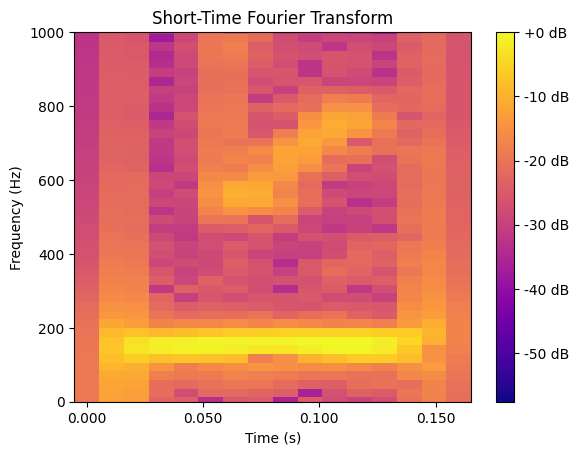 Short-Time Fourier Transform
1000
800
600
400
200
0
Frequency (Hz)
0.000
0.050
0.100
0.150
Time (s)
+0 dB
-10 dB
-20 dB
-30 dB
-40 dB
-50 dB